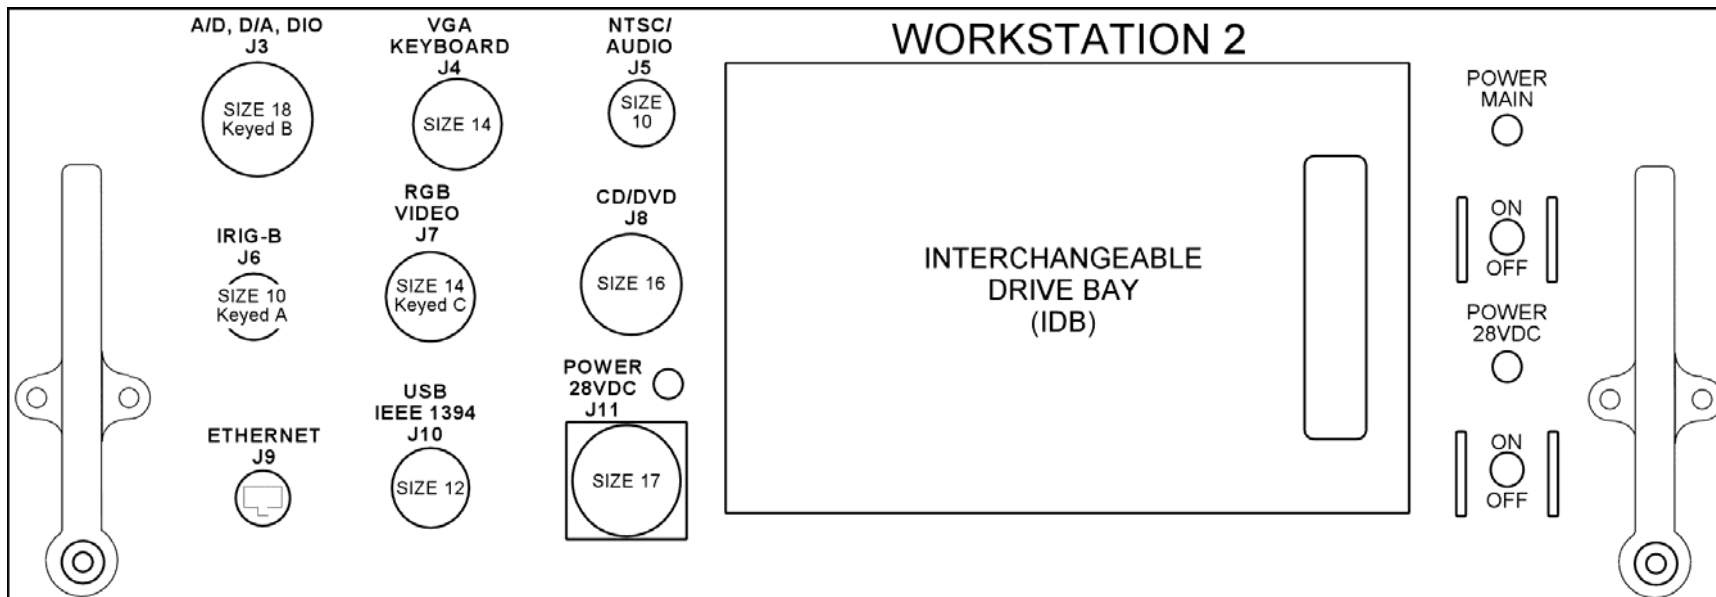 A/D, D/A, DIO
J3
SIZE 18
Keyed B
VGA
KEYBOARD
J4
SIZE 14
NTSC/
AUDIO
J5
SIZE
10
WORKSTATION 2
IRIG-B
J6
SIZE 10
Keyed A
RGB
VIDEO
J7
SIZE 14
Keyed C
CD/DVD
J8
SIZE 16
ETHERNET
J9
USB
IEEE 1394
J10
SIZE 12
POWER
28VDC
J11
SIZE 17
INTERCHANGEABLE
DRIVE BAY
(IDB)
POWER
MAIN
ON
OFF
POWER
28VDC
ON
OFF